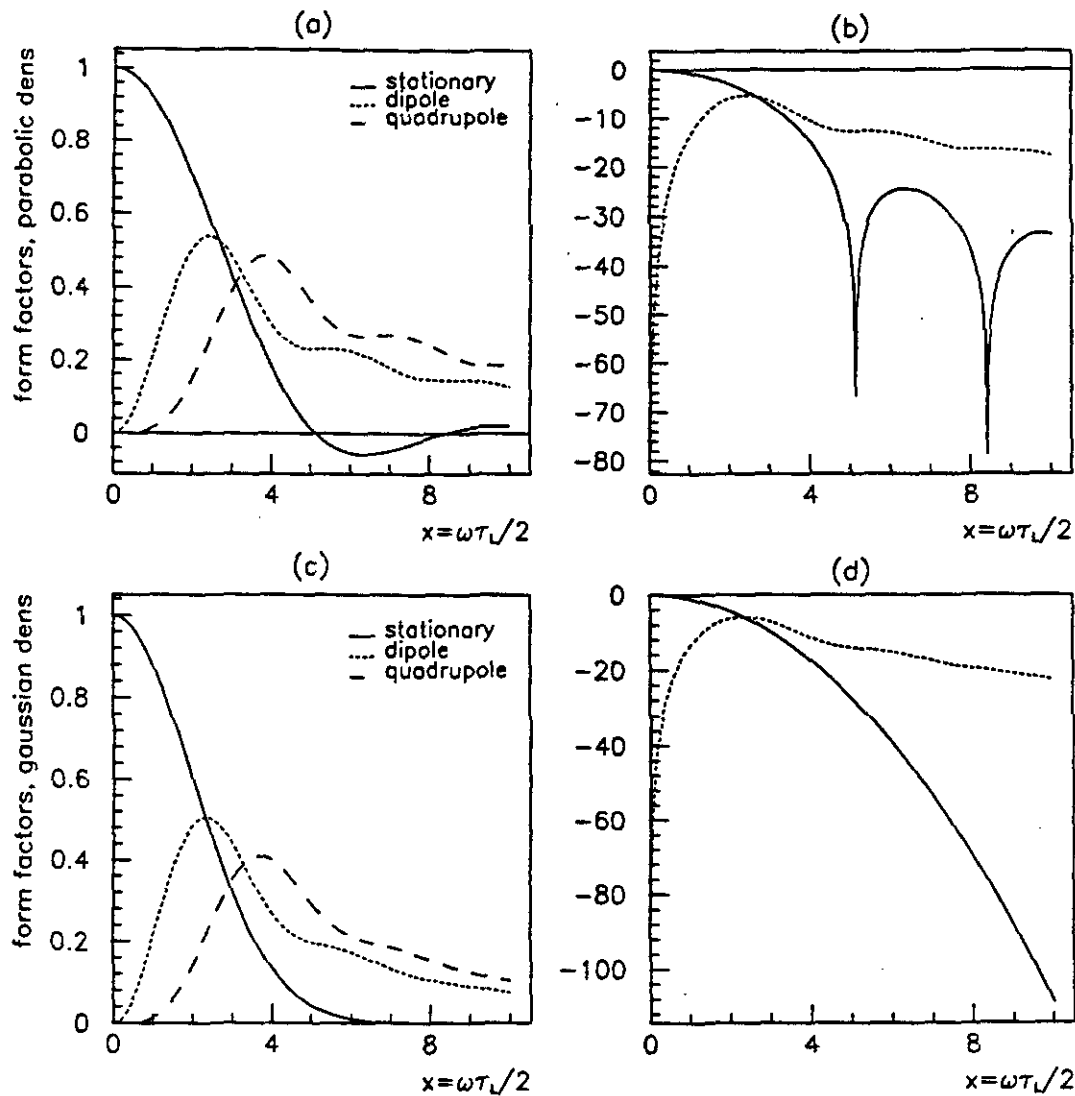 (a)
form factors, parabolic dens
1
0.8
0.6
0.4
0.2
0
stationary
dipole
quadrupole
0
4
8
x=ωτL/2
(b)
0
-10
-20
-30
-40
-50
-60
-70
-80
0
4
8
x=ωτL/2
(c)
form factors, gaussian dens
1
0.8
0.6
0.4
0.2
0
stationary
dipole
quadrupole
0
4
8
x=ωτL/2
(d)
0
-20
-40
-60
-80
-100
0
4
8
x=ωτL/2